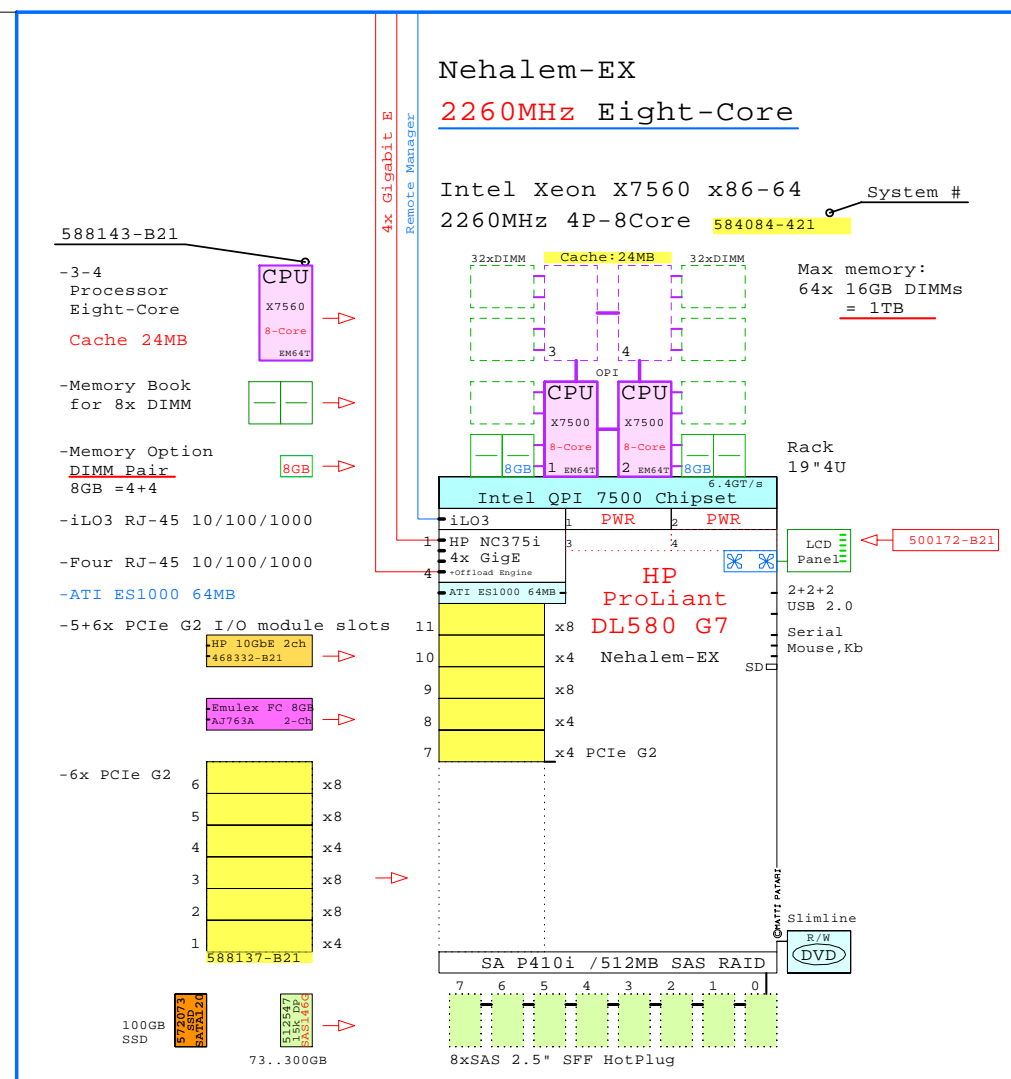 Nehalem-EX
2260MHz Eight-Core
4x Gigabit E
Remote Manager
Intel Xeon X7560 x86-64
System #
2260MHz 4P-8Core 584084-421
588143-B21
-3-4
Processor
Eight-Core
Cache 24MB
CPU
X7560
8-Core
EM64T
32xDIMM
Cache:24MB
32xDIMM
Max memory:
64x 16GB DIMMs
= 1TB
3
4
QPI
-Memory Book
for 8x DIMM
CPU
X7500
8-Core
1 EM64T
CPU
X7500
8-Core
2 EM64T
8GB
8GB
-Memory Option
DIMM Pair
8GB =4+4
8GB
Rack
19"4U
6.4GT/s
Intel QPI 7500 Chipset
-iLO3 RJ-45 10/100/1000
iLO3
1 PWR
2 PWR
3
4
-Four RJ-45 10/100/1000
1
HP NC375i
4x GigE
4
+Offload Engine
LCD
Panel
500172-B21
-ATI ES1000 64MB
ATI ES1000 64MB
HP
ProLiant
DL580 G7
Nehalem-EX
2+2+2
USB 2.0
Serial
Mouse,Kb
SD
-5+6x PCIe G2 I/O module slots
HP 10GbE 2ch
468332-B21
Emulex FC 8GB
AJ763A 2-Ch
11 x8
10 x4
9 x8
8 x4
7 x4 PCIe G2
-6x PCIe G2
6 x8
5 x8
4 x4
3 x8
2 x8
1 x4
588137-B21
©MATTI PATARI
Slimline
R/W
DVD
SA P410i /512MB SAS RAID
7 6 5 4 3 2 1 0
100GB
SSD
572073
SSD
SATA120
512547
15k DP
SAS146G
73..300GB
8xSAS 2.5" SFF HotPlug